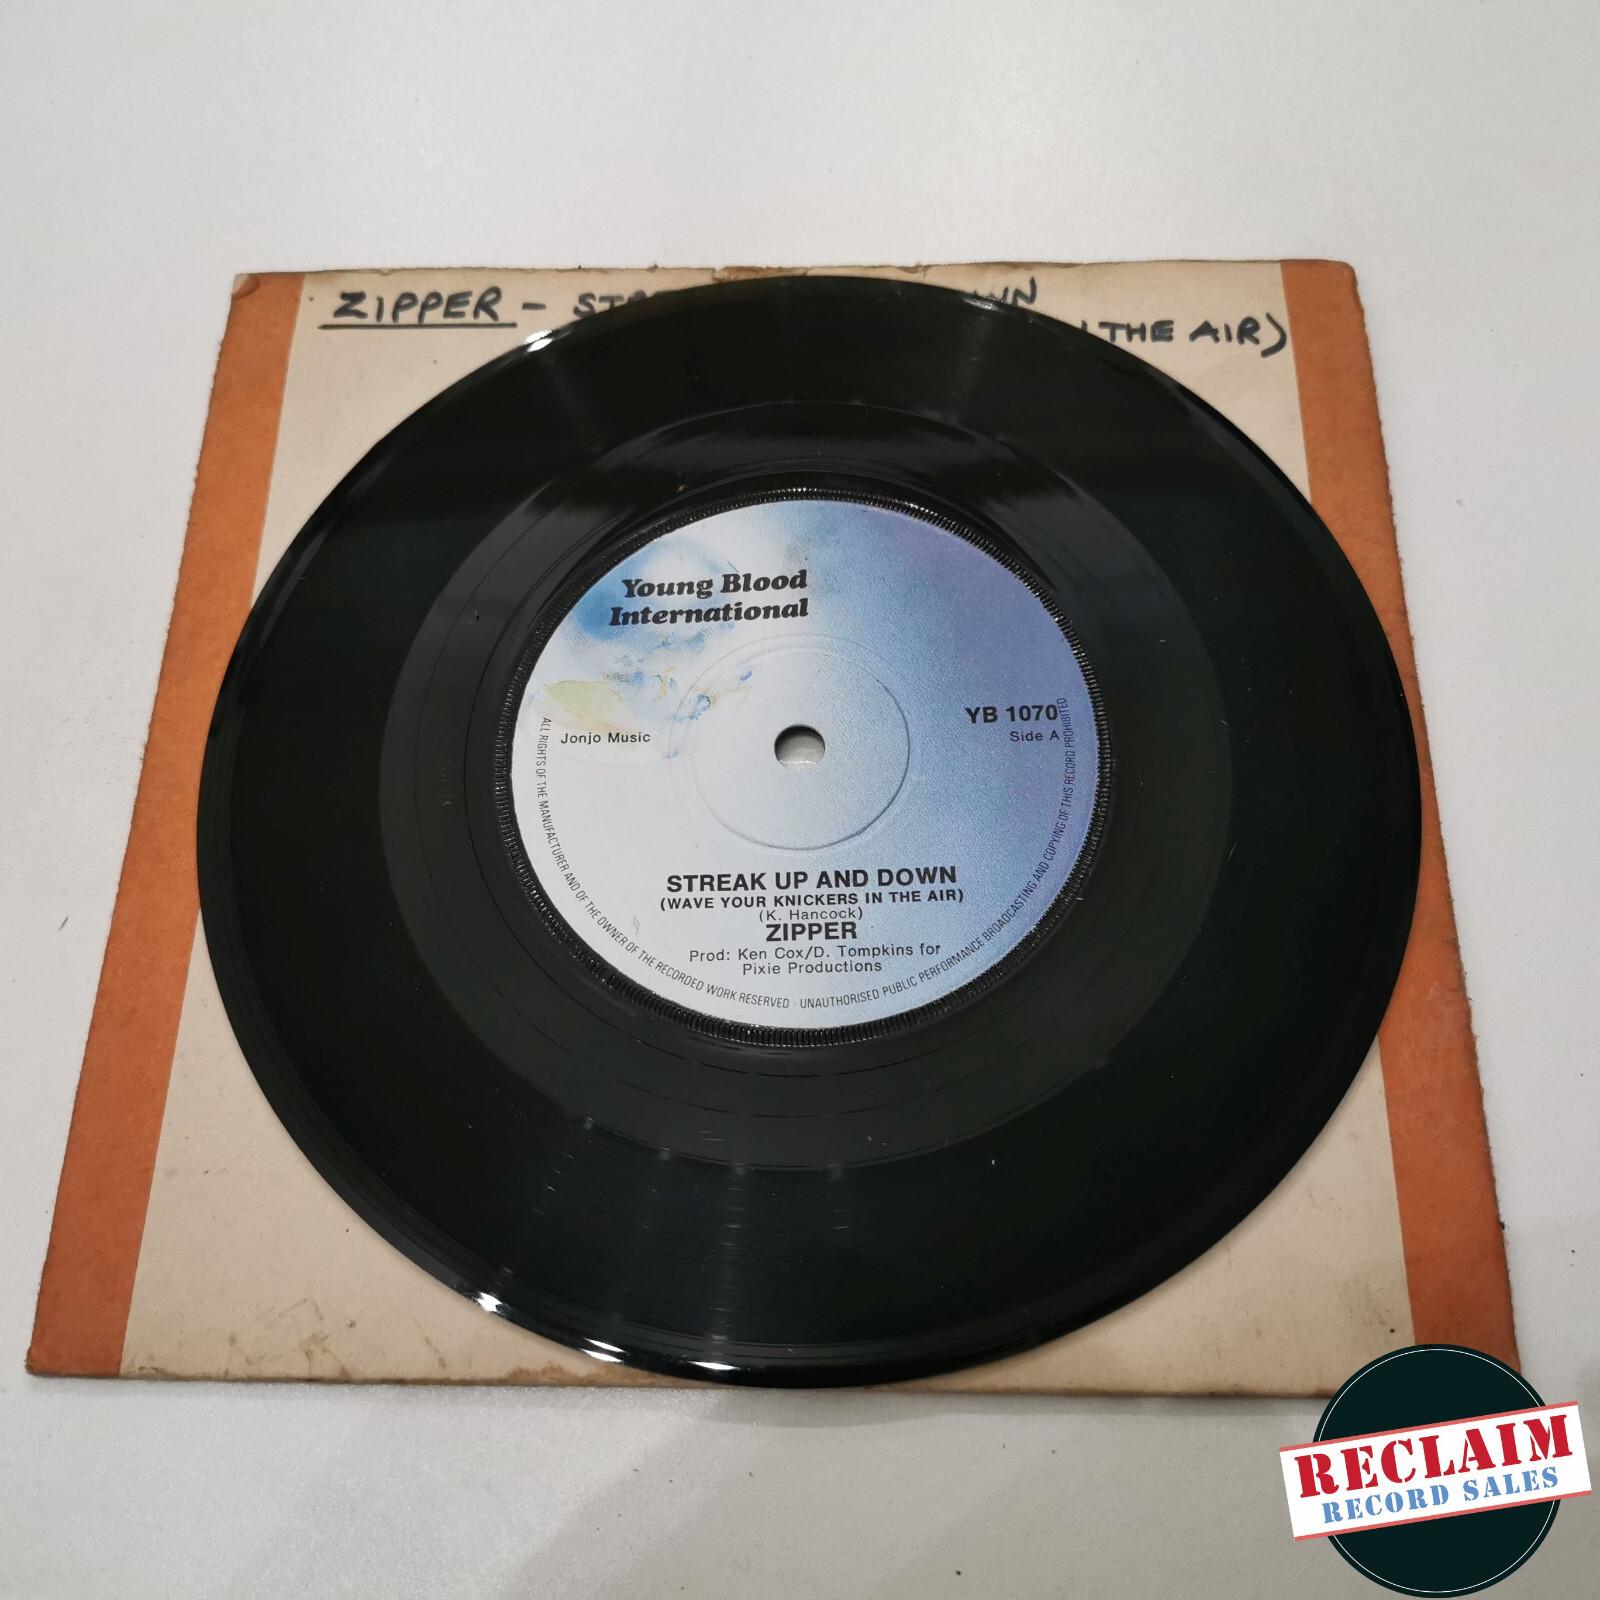 ZIPPER -
THE AIR)
Young Blood
International
YB 1070
Side A
Jonjo Music
STREAK UP AND DOWN
(WAVE YOUR KNICKERS IN THE AIR)
(K. Hancock)
ZIPPER
Prod: Ken Cox/D. Tompkins for
Pixie Productions
ALL RIGHTS OF THE MANUFACTURER AND OF THE OWNER OF THE RECORDED WORK RESERVED · UNAUTHORISED PUBLIC PERFORMANCE BROADCASTING AND COPYING OF THIS RECORD PROHIBITED
RECLAIM
RECORD SALES